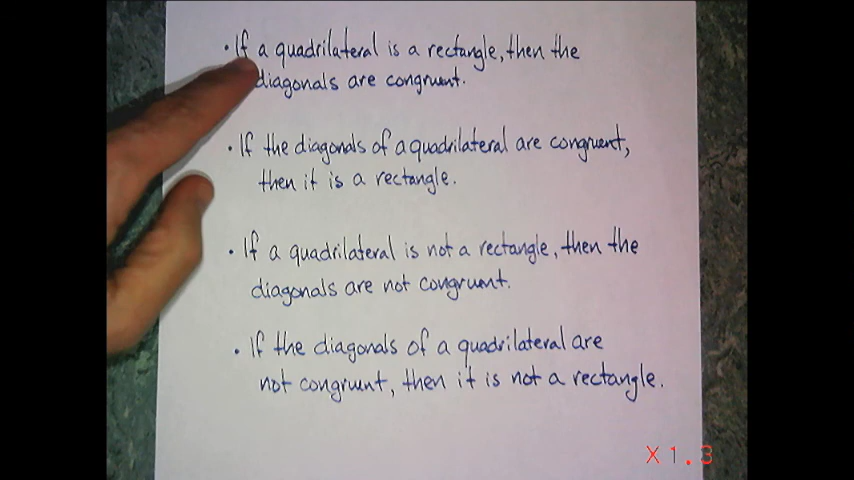 • If a quadrilateral is a rectangle, then the
diagonals are congruent.
• If the diagonals of a quadrilateral are congruent,
then it is a rectangle.
• If a quadrilateral is not a rectangle, then the
diagonals are not congruent.
• If the diagonals of a quadrilateral are
not congruent, then it is not a rectangle.
X1.3